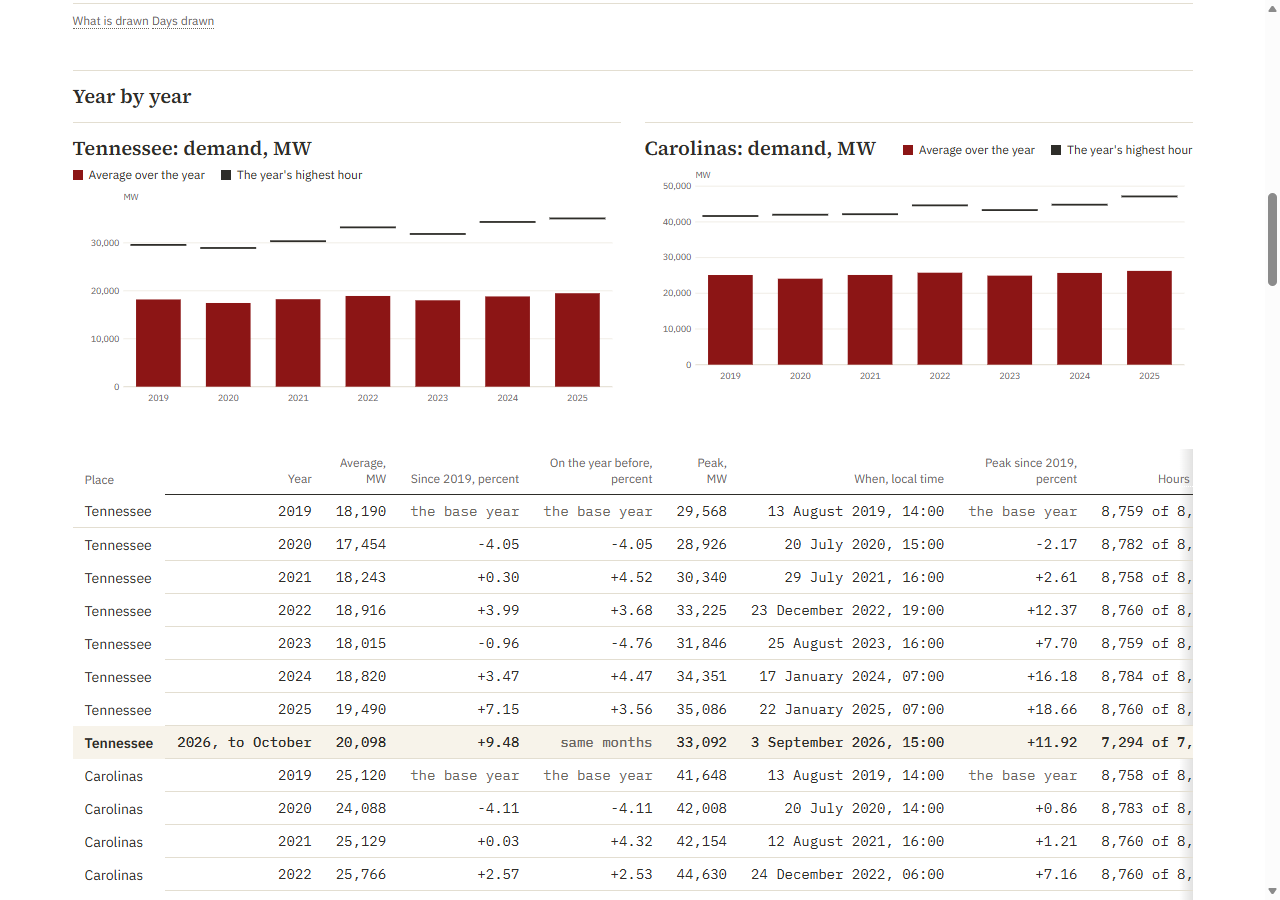 What is drawn Days drawn
Year by year
Tennessee: demand, MW
Average over the year The year's highest hour
MW
30,000
20,000
10,000
0
2019 2020 2021 2022 2023 2024 2025
Carolinas: demand, MW
Average over the year The year's highest hour
MW
50,000
40,000
30,000
20,000
10,000
0
2019 2020 2021 2022 2023 2024 2025
Place Year Average, MW Since 2019, percent On the year before, percent Peak, MW When, local time Peak since 2019, percent Hours
Tennessee 2019 18,190 the base year the base year 29,568 13 August 2019, 14:00 the base year 8,759 of 8,
Tennessee 2020 17,454 -4.05 -4.05 28,926 20 July 2020, 15:00 -2.17 8,782 of 8,
Tennessee 2021 18,243 +0.30 +4.52 30,340 29 July 2021, 16:00 +2.61 8,758 of 8,
Tennessee 2022 18,916 +3.99 +3.68 33,225 23 December 2022, 19:00 +12.37 8,760 of 8,
Tennessee 2023 18,015 -0.96 -4.76 31,846 25 August 2023, 16:00 +7.70 8,759 of 8,
Tennessee 2024 18,820 +3.47 +4.47 34,351 17 January 2024, 07:00 +16.18 8,784 of 8,
Tennessee 2025 19,490 +7.15 +3.56 35,086 22 January 2025, 07:00 +18.66 8,760 of 8,
Tennessee 2026, to October 20,098 +9.48 same months 33,092 3 September 2026, 15:00 +11.92 7,294 of 7,
Carolinas 2019 25,120 the base year the base year 41,648 13 August 2019, 14:00 the base year 8,758 of 8,
Carolinas 2020 24,088 -4.11 -4.11 42,008 20 July 2020, 14:00 +0.86 8,783 of 8,
Carolinas 2021 25,129 +0.03 +4.32 42,154 12 August 2021, 16:00 +1.21 8,760 of 8,
Carolinas 2022 25,766 +2.57 +2.53 44,630 24 December 2022, 06:00 +7.16 8,760 of 8,